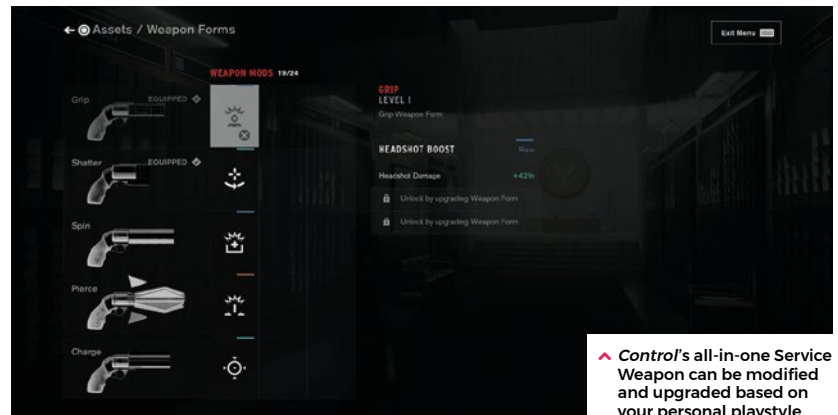 Assets / Weapon Forms
Exit Menu
WEAPON MODS 19/24
Grip EQUIPPED
Shatter EQUIPPED
Spin
Pierce
Charge
GRIP
LEVEL 1
Grip Weapon Form
HEADSHOT BOOST Rare
Headshot Damage +42%
Unlock by upgrading Weapon Form
Unlock by upgrading Weapon Form
Control's all-in-one Service
Weapon can be modified
and upgraded based on
your personal playstyle